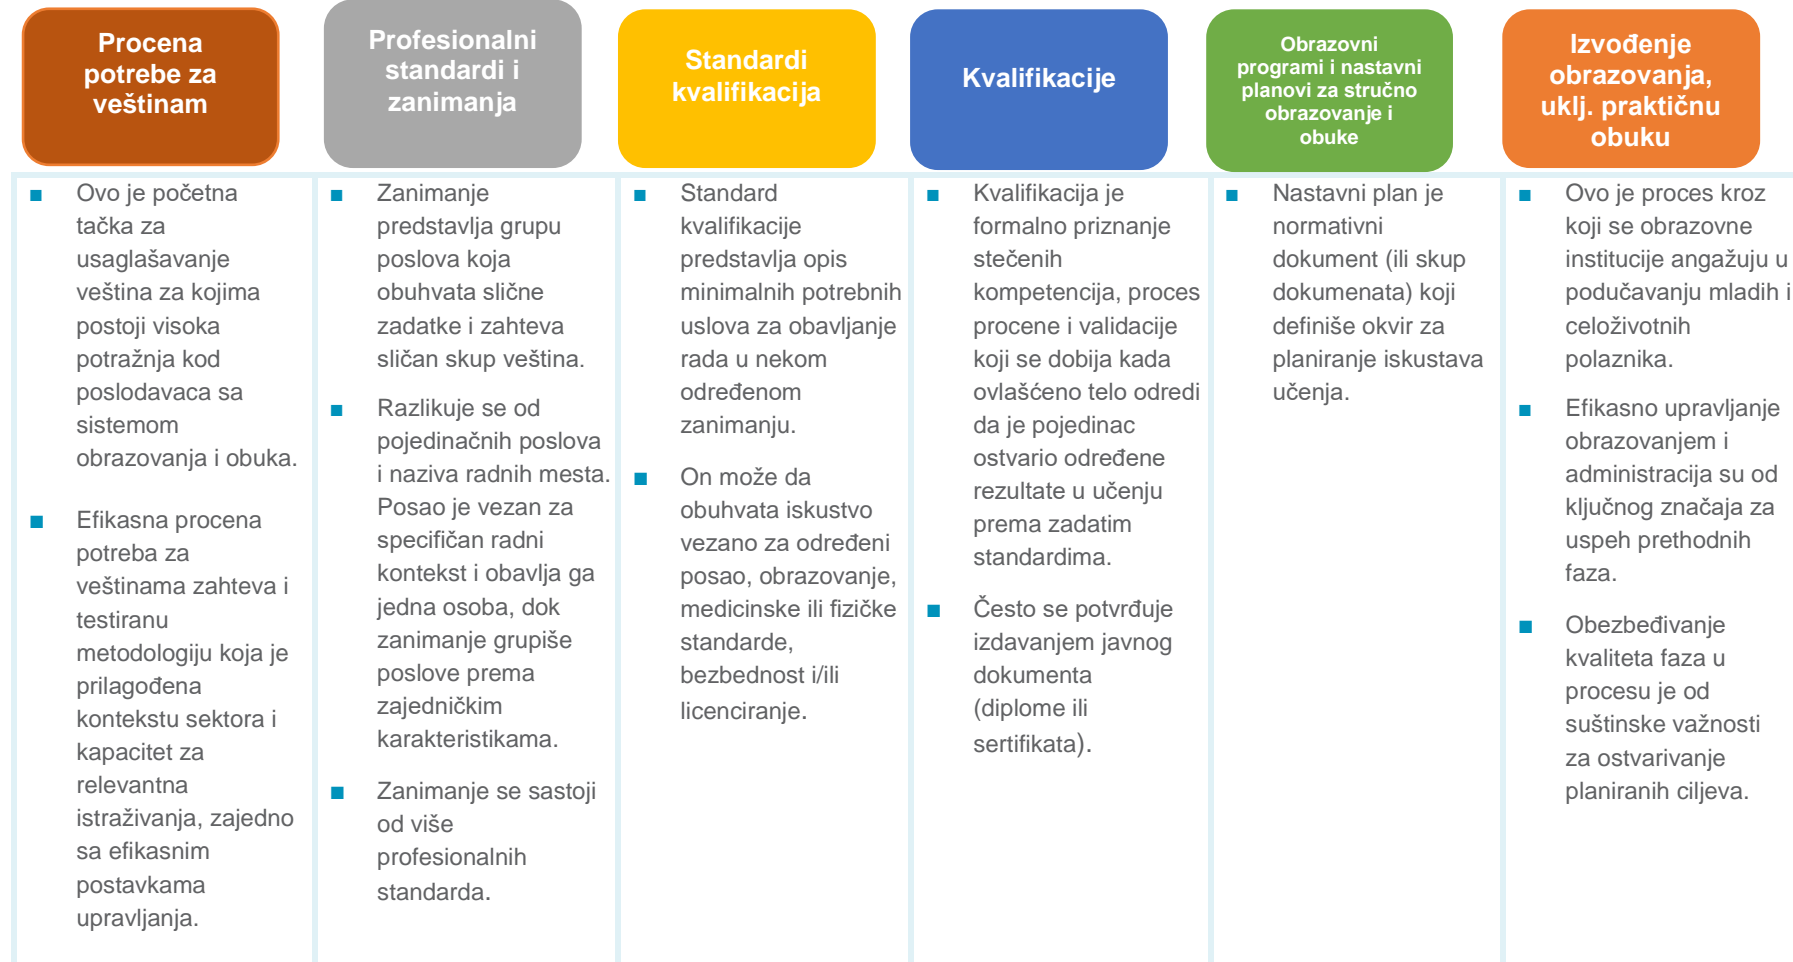 Procena
potrebe za
veštinam
Ovo je početna
tačka za
usaglašavanje
veština za kojima
postoji visoka
potražnja kod
poslodavaca sa
sistemom
obrazovanja i obuka.
Efikasna procena
potreba za
veštinama zahteva i
testiranu
metodologiju koja je
prilagođena
kontekstu sektora i
kapacitet za
relevantna
istraživanja, zajedno
sa efikasnim
postavkama
upravljanja.
Profesionalni
standardi i
zanimanja
Zanimanje
predstavlja grupu
poslova koja
obuhvata slične
zadatke i zahteva
sličan skup veština.
Razlikuje se od
pojedinačnih poslova
i naziva radnih mesta.
Posao je vezan za
specifičan radni
kontekst i obavlja ga
jedna osoba, dok
zanimanje grupiše
poslove prema
zajedničkim
karakteristikama.
Zanimanje se sastoji
od više
profesionalnih
standarda.
Standardi
kvalifikacija
Standard
kvalifikacije
predstavlja opis
minimalnih potrebnih
uslova za obavljanje
rada u nekom
određenom
zanimanju.
On može da
obuhvata iskustvo
vezano za određeni
posao, obrazovanje,
medicinske ili fizičke
standarde,
bezbednost i/ili
licenciranje.
Kvalifikacije
Kvalifikacija je
formalno priznanje
stečenih
kompetencija, proces
procene i validacije
koji se dobija kada
ovlašćeno telo odredi
da je pojedinac
ostvario određene
rezultate u učenju
prema zadatim
standardima.
Često se potvrđuje
izdavanjem javnog
dokumenta
(diplome ili
sertifikata).
Obrazovni
programi i nastavni
planovi za stručno
obrazovanje i
obuke
Nastavni plan je
normativni
dokument (ili skup
dokumenata) koji
definiše okvir za
planiranje iskustava
učenja.
Izvođenje
obrazovanja,
uklj. praktičnu
obuku
Ovo je proces kroz
koji se obrazovne
institucije angažuju u
podučavanju mladih i
celoživotnih
polaznika.
Efikasno upravljanje
obrazovanjem i
administracija su od
ključnog značaja za
uspeh prethodnih
faza.
Obezbeđivanje
kvaliteta faza u
procesu je od
suštinske važnosti
za ostvarivanje
planiranih ciljeva.